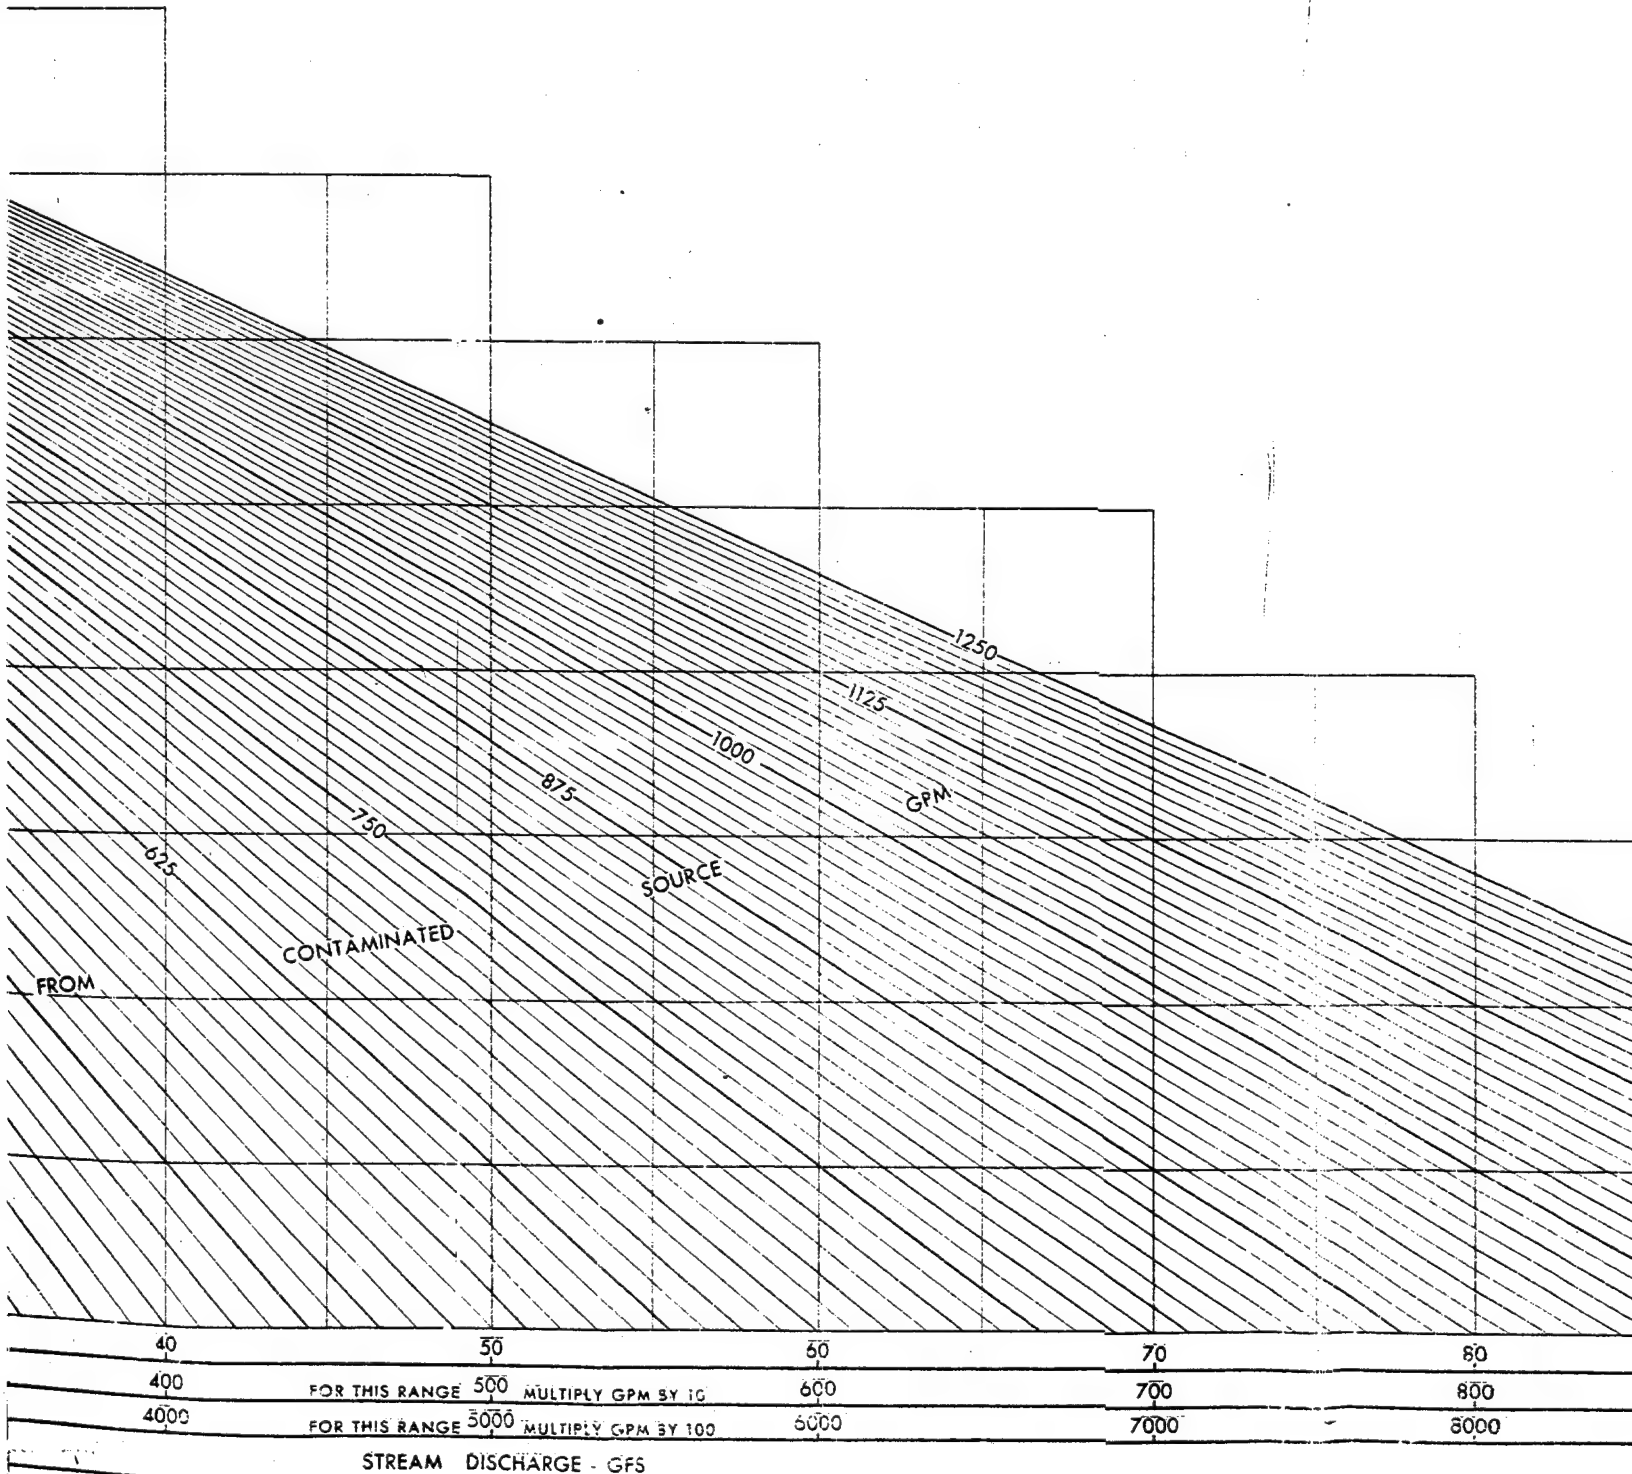 1250
1125
1000
GPM
875
750
SOURCE
625
CONTAMINATED
FROM
40 50 60 70 80
400 FOR THIS RANGE 500 MULTIPLY GPM BY 10 600 700 800
4000 FOR THIS RANGE 5000 MULTIPLY GPM BY 100 6000 7000 8000
STREAM DISCHARGE - CFS